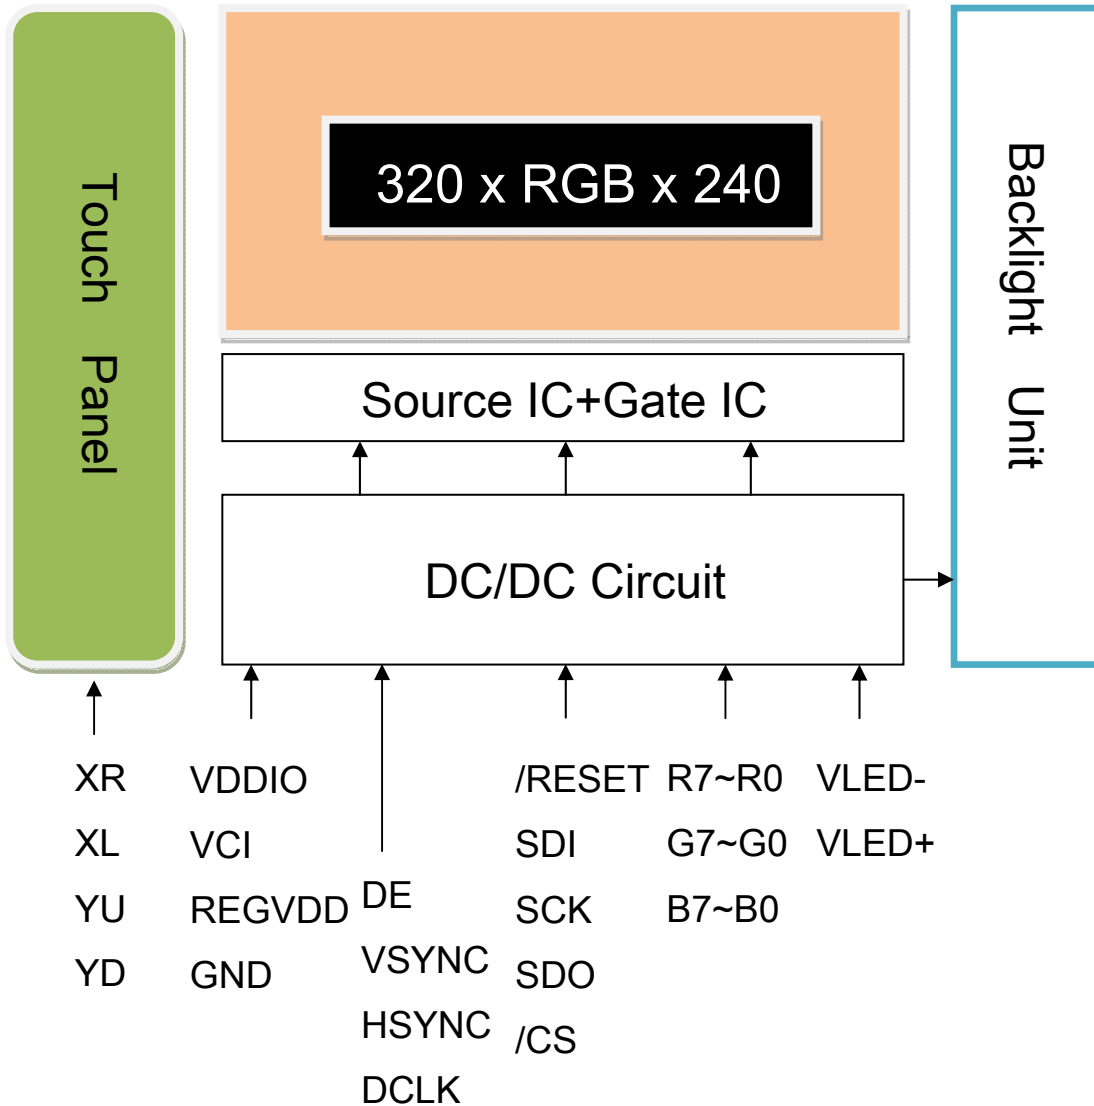 Touch Panel
320 x RGB x 240
Backlight Unit
Source IC+Gate IC
DC/DC Circuit
XR
XL
YU
YD
VDDIO
VCI
REGVDD
GND
DE
VSYNC
HSYNC
DCLK
/RESET
SDI
SCK
SDO
/CS
R7~R0
G7~G0
B7~B0
VLED-
VLED+